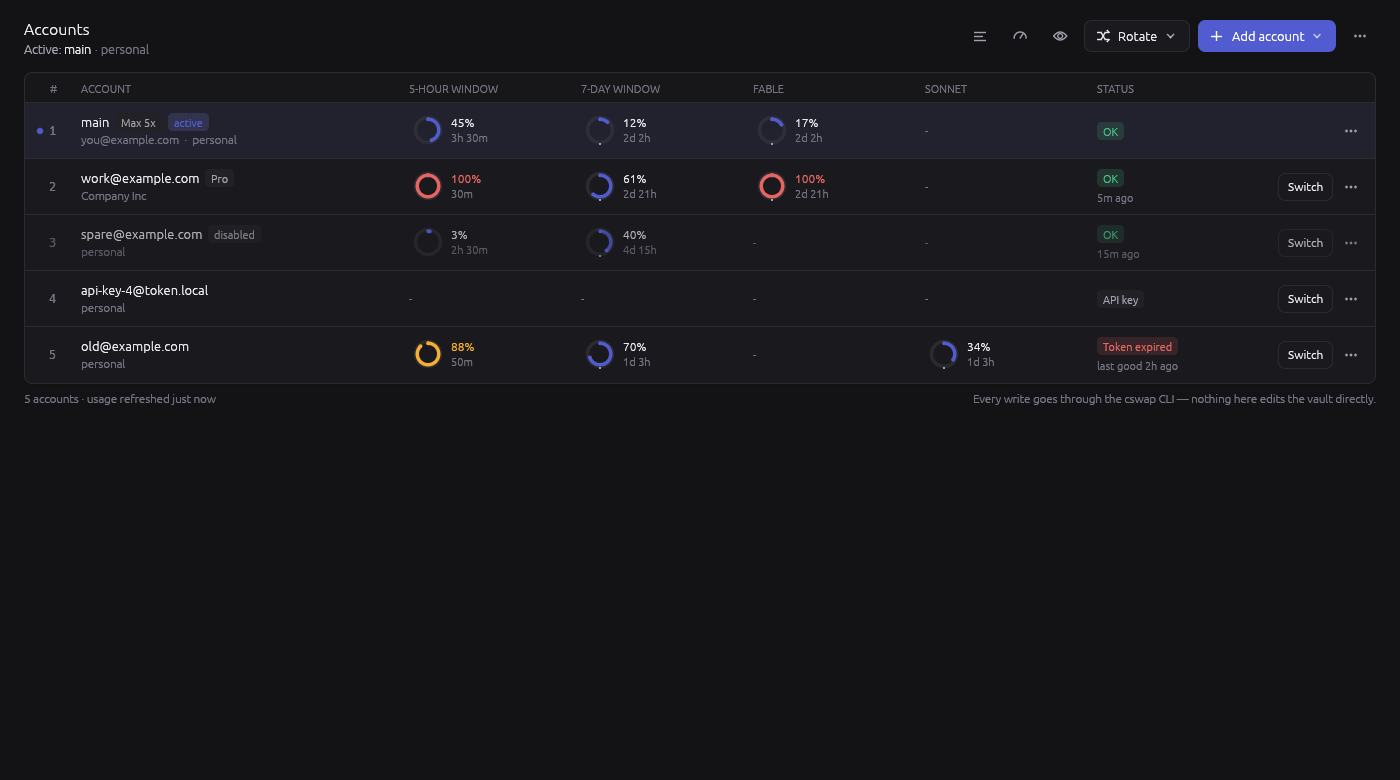 Accounts
Active: main · personal
Rotate
Add account
# ACCOUNT 5-HOUR WINDOW 7-DAY WINDOW FABLE SONNET STATUS
1 main Max 5x active 45% 12% 17% - OK
you@example.com · personal 3h 30m 2d 2h 2d 2h
2 work@example.com Pro 100% 61% 100% - OK Switch
Company Inc 30m 2d 21h 2d 21h 5m ago
3 spare@example.com disabled 3% 40% - - OK Switch
personal 2h 30m 4d 15h 15m ago
4 api-key-4@token.local - - - - API key Switch
personal
5 old@example.com 88% 70% - 34% Token expired Switch
personal 50m 1d 3h 1d 3h last good 2h ago
5 accounts · usage refreshed just now
Every write goes through the cswap CLI — nothing here edits the vault directly.